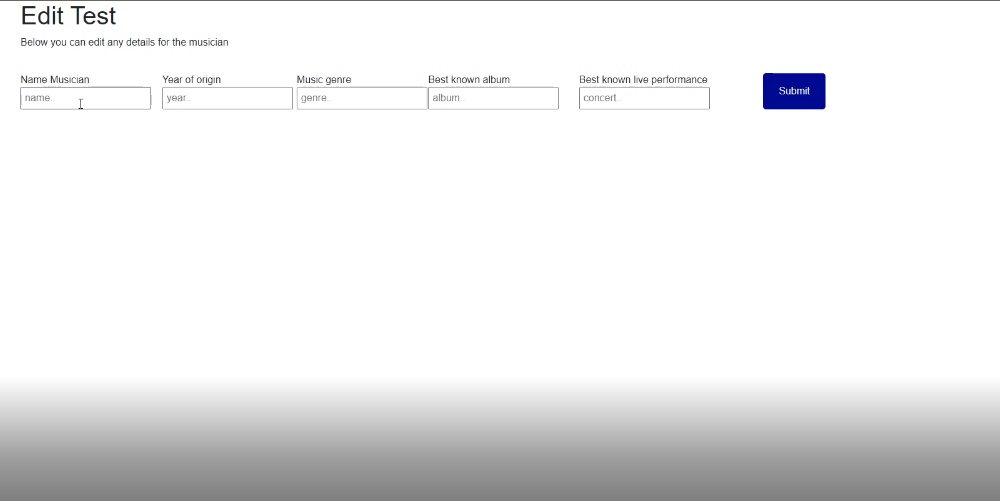 Edit Test
Below you can edit any details for the musician
Name Musician Year of origin Music genre Best known album Best known live performance
name.. year.. genre.. album.. concert..
Submit